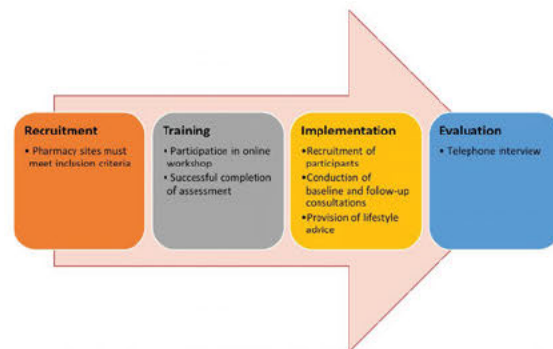 Recruitment
• Pharmacy sites must
meet inclusion criteria
Training
• Participation in online
workshop
• Successful completion
of assessment
Implementation
•Recruitment of
participants
•Conduction of
baseline and follow-up
consultations
•Provision of lifestyle
advice
Evaluation
• Telephone interview